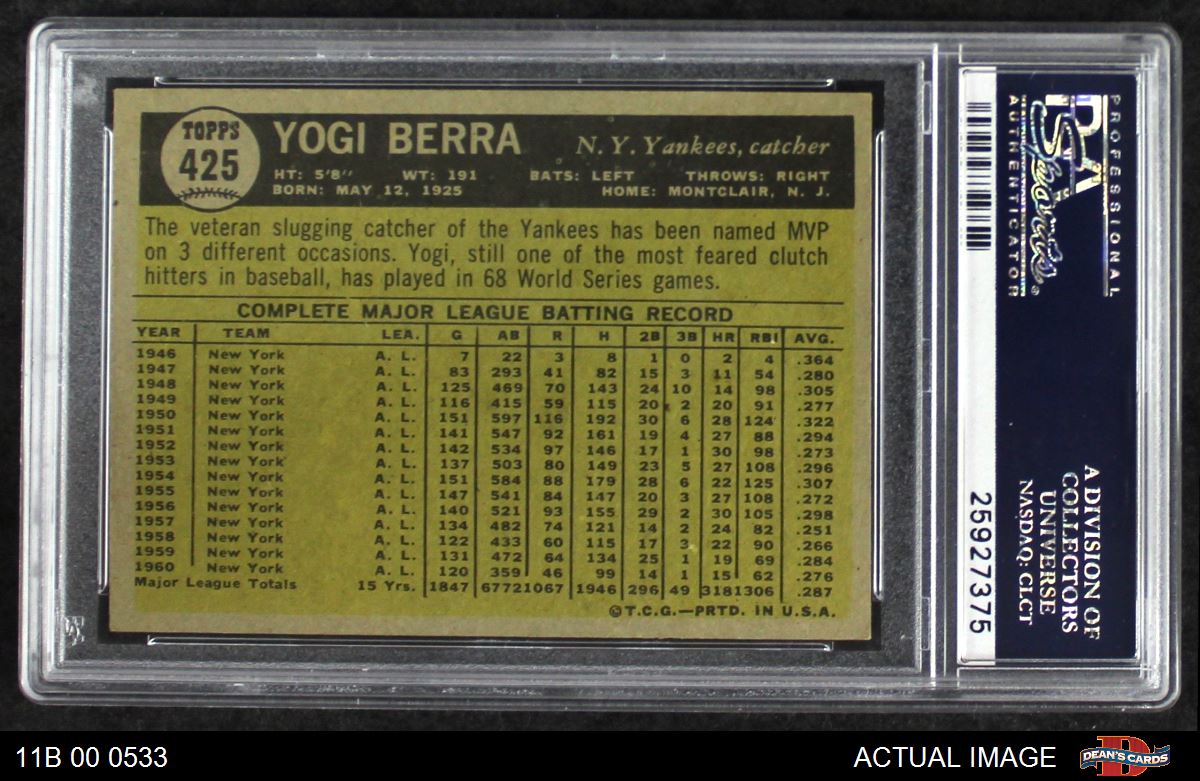 TOPPS
425
YOGI BERRA
N. Y. Yankees, catcher
HT: 5'8" WT: 191 BATS: LEFT THROWS: RIGHT
BORN: MAY 12, 1925 HOME: MONTCLAIR, N. J.
The veteran slugging catcher of the Yankees has been named MVP
on 3 different occasions. Yogi, still one of the most feared clutch
hitters in baseball, has played in 68 World Series games.
COMPLETE MAJOR LEAGUE BATTING RECORD
YEAR TEAM LEA. G AB R H 2B 3B HR RBI AVG.
1946 New York A. L. 7 22 3 8 1 0 2 4 .364
1947 New York A. L. 83 293 41 82 15 3 11 54 .280
1948 New York A. L. 125 469 70 143 24 10 14 98 .305
1949 New York A. L. 116 415 59 115 20 2 20 91 .277
1950 New York A. L. 151 597 116 192 30 6 28 124 .322
1951 New York A. L. 141 547 92 161 19 4 27 88 .294
1952 New York A. L. 142 534 97 146 17 1 30 98 .273
1953 New York A. L. 137 503 80 149 23 5 27 108 .296
1954 New York A. L. 151 584 88 179 28 6 22 125 .307
1955 New York A. L. 147 541 84 147 20 3 27 108 .272
1956 New York A. L. 140 521 93 155 29 2 30 105 .298
1957 New York A. L. 134 482 74 121 14 2 24 82 .251
1958 New York A. L. 122 433 60 115 17 3 22 90 .266
1959 New York A. L. 131 472 64 134 25 1 19 69 .284
1960 New York A. L. 120 359 46 99 14 1 15 62 .276
Major League Totals 15 Yrs. 1847 6772 1067 1946 296 49 318 1306 .287
©T.C.G.—PRTD. IN U.S.A.
PROFESSIONAL
PSA
Sports
AUTHENTICATOR
A DIVISION OF
COLLECTORS
UNIVERSE
NASDAQ: CLCT
25927375
11B 00 0533
ACTUAL IMAGE
DEAN'S CARDS